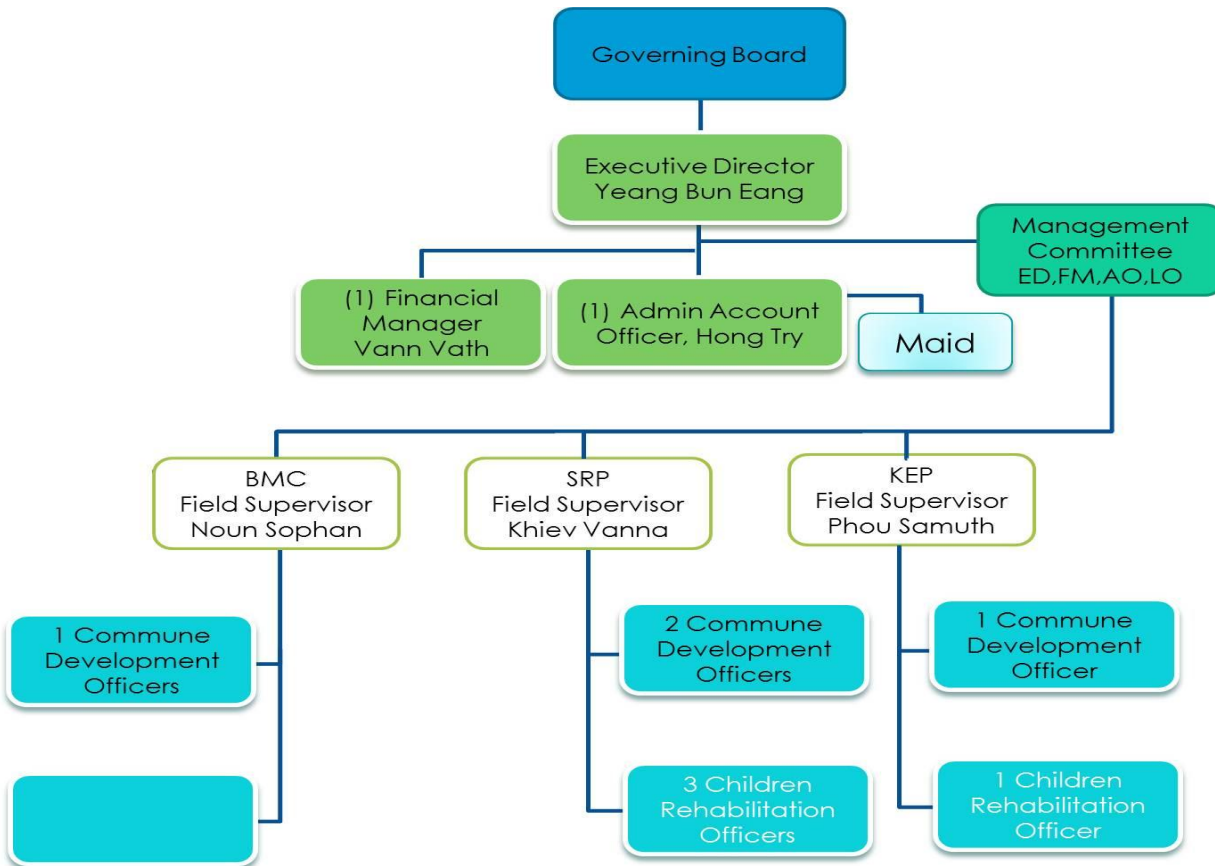 Governing Board
Executive Director
Yeang Bun Eang
Management
Committee
ED,FM,AO,LO
(1) Financial
Manager
Vann Vath
(1) Admin Account
Officer, Hong Try
Maid
BMC
Field Supervisor
Noun Sophan
SRP
Field Supervisor
Khiev Vanna
KEP
Field Supervisor
Phou Samuth
1 Commune
Development
Officers
2 Commune
Development
Officers
1 Commune
Development
Officer
3 Children
Rehabilitation
Officers
1 Children
Rehabilitation
Officer